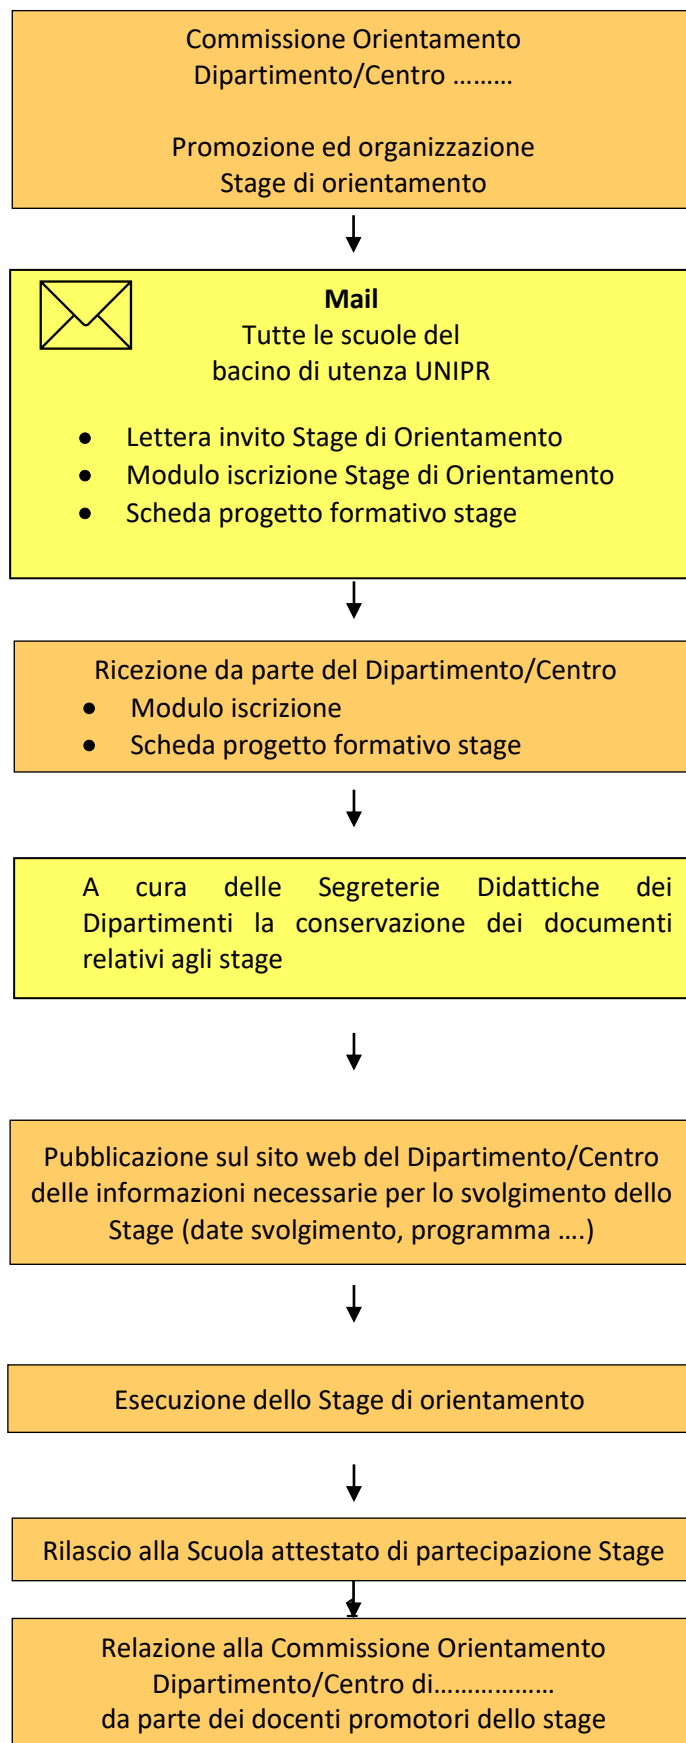 Commissione Orientamento
Dipartimento/Centro ………
Promozione ed organizzazione
Stage di orientamento
Mail
Tutte le scuole del
bacino di utenza UNIPR
● Lettera invito Stage di Orientamento
● Modulo iscrizione Stage di Orientamento
● Scheda progetto formativo stage
Ricezione da parte del Dipartimento/Centro
● Modulo iscrizione
● Scheda progetto formativo stage
A cura delle Segreterie Didattiche dei
Dipartimenti la conservazione dei documenti
relativi agli stage
Pubblicazione sul sito web del Dipartimento/Centro
delle informazioni necessarie per lo svolgimento dello
Stage (date svolgimento, programma ….)
Esecuzione dello Stage di orientamento
Rilascio alla Scuola attestato di partecipazione Stage
Relazione alla Commissione Orientamento
Dipartimento/Centro di………………
da parte dei docenti promotori dello stage